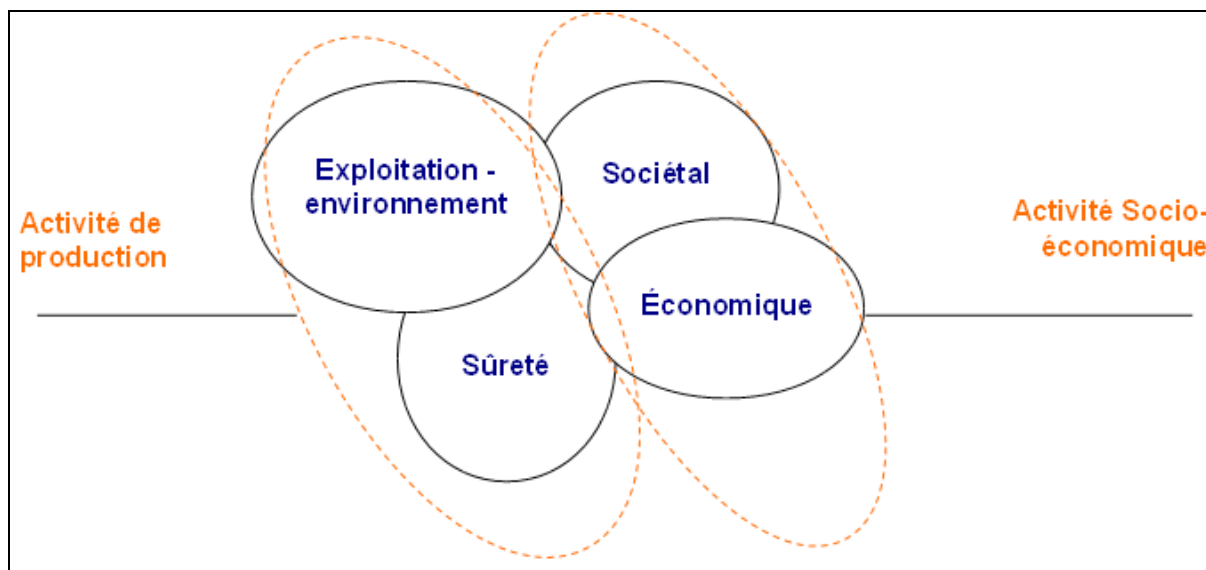 Exploitation -
environnement
Sociétal
Activité de
production
Activité Socio-
économique
Économique
Sûreté